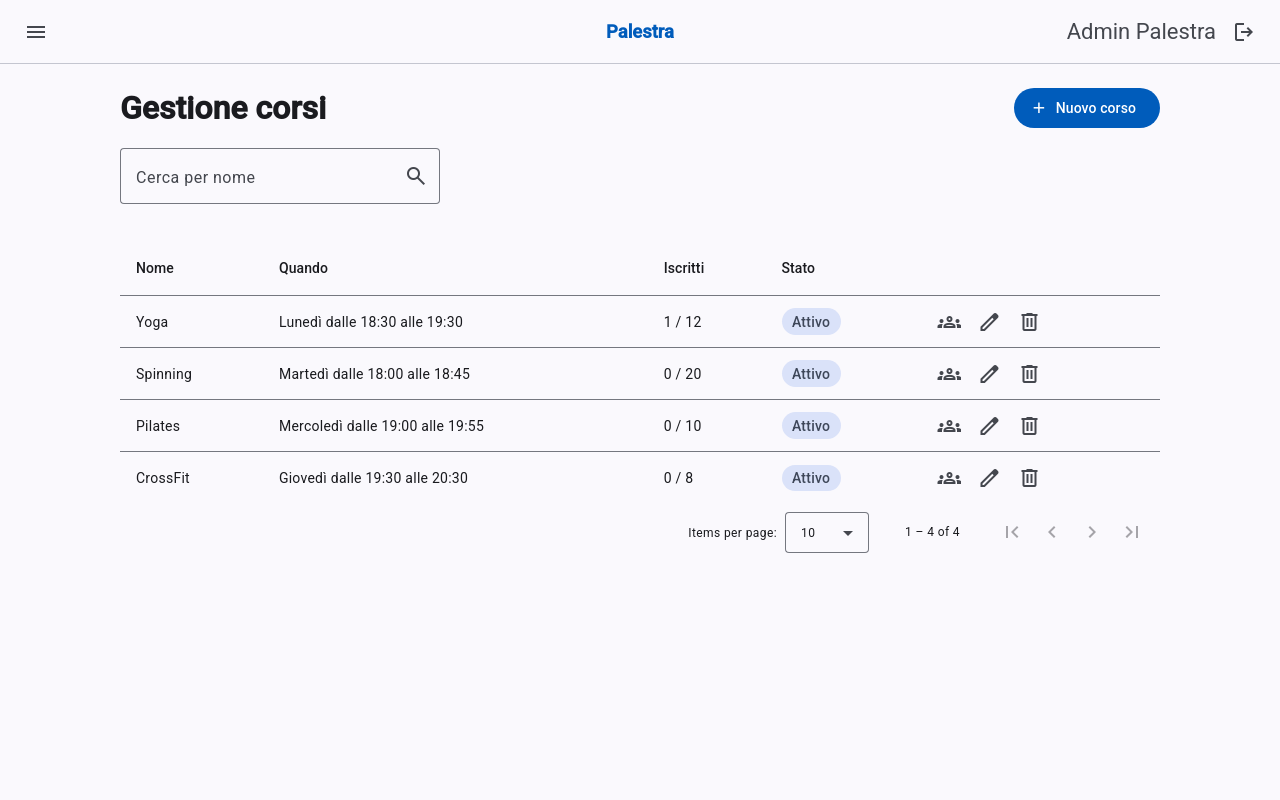 Palestra
Admin Palestra
Gestione corsi
Nuovo corso
Cerca per nome
Nome Quando Iscritti Stato
Yoga Lunedì dalle 18:30 alle 19:30 1 / 12 Attivo
Spinning Martedì dalle 18:00 alle 18:45 0 / 20 Attivo
Pilates Mercoledì dalle 19:00 alle 19:55 0 / 10 Attivo
CrossFit Giovedì dalle 19:30 alle 20:30 0 / 8 Attivo
Items per page: 10 1 – 4 of 4